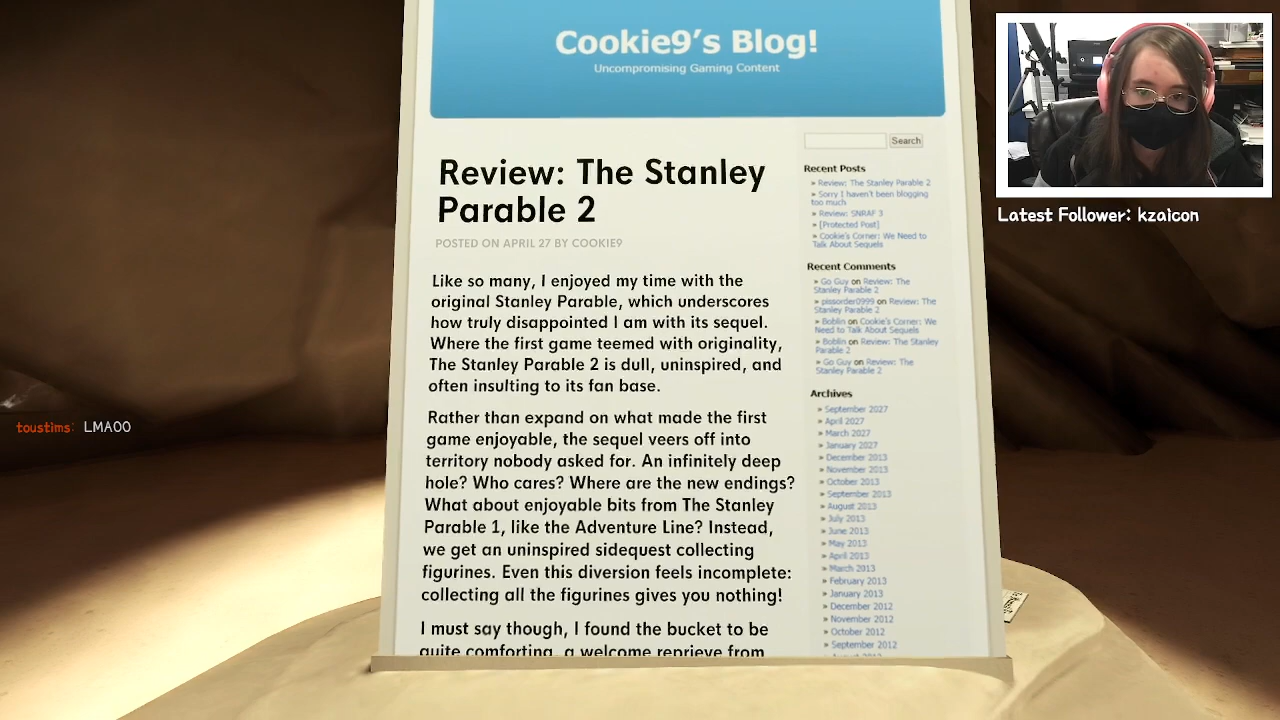 Cookie9's Blog!
Uncompromising Gaming Content
Review: The Stanley
Parable 2
POSTED ON APRIL 27 BY COOKIE9
Like so many, I enjoyed my time with the
original Stanley Parable, which underscores
how truly disappointed I am with its sequel.
Where the first game teemed with originality,
The Stanley Parable 2 is dull, uninspired, and
often insulting to its fan base.
Rather than expand on what made the first
game enjoyable, the sequel veers off into
territory nobody asked for. An infinitely deep
hole? Who cares? Where are the new endings?
What about enjoyable bits from The Stanley
Parable 1, like the Adventure Line? Instead,
we get an uninspired sidequest collecting
figurines. Even this diversion feels incomplete:
collecting all the figurines gives you nothing!
I must say though, I found the bucket to be
quite comforting, a welcome reprieve from
Search
Recent Posts
» Review: The Stanley Parable 2
» Sorry I haven't been blogging
too much
» Review: SNRAF 3
» [Protected Post]
» Cookie's Corner: We Need to
Talk About Sequels
Recent Comments
» Go Guy on Review: The
Stanley Parable 2
» pissorder0999 on Review: The
Stanley Parable 2
» Boblin on Cookie's Corner: We
Need to Talk About Sequels
» Boblin on Review: The Stanley
Parable 2
» Go Guy on Review: The
Stanley Parable 2
Archives
» September 2027
» April 2027
» March 2027
» January 2027
» December 2013
» November 2013
» October 2013
» September 2013
» August 2013
» July 2013
» June 2013
» May 2013
» April 2013
» March 2013
» February 2013
» January 2013
» December 2012
» November 2012
» October 2012
» September 2012
Latest Follower: kzaicon
toustims: LMAOO